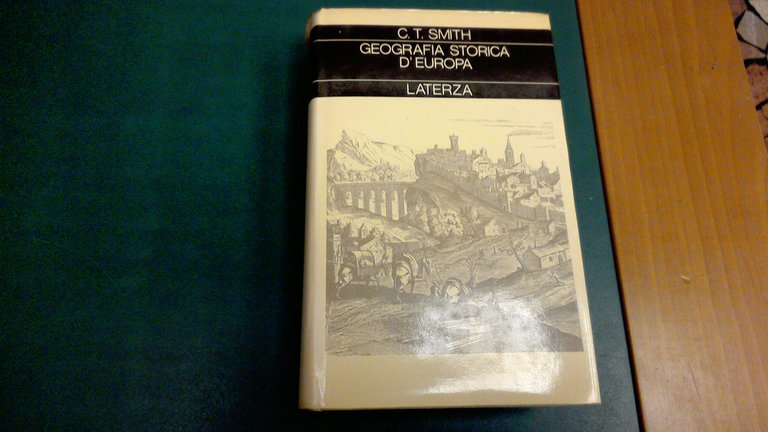 C. T. SMITH
GEOGRAFIA STORICA
D'EUROPA
LATERZA